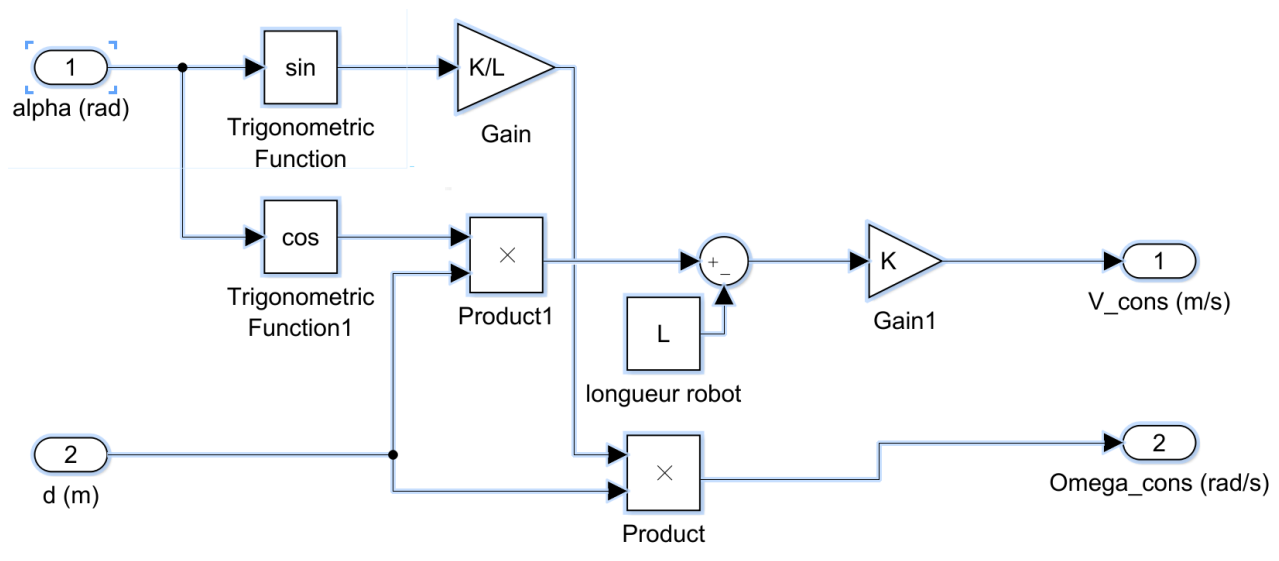 1
alpha (rad)
sin
Trigonometric
Function
K/L
Gain
cos
Trigonometric
Function1
×
Product1
+
−
L
longueur robot
K
Gain1
1
V_cons (m/s)
2
d (m)
×
Product
2
Omega_cons (rad/s)